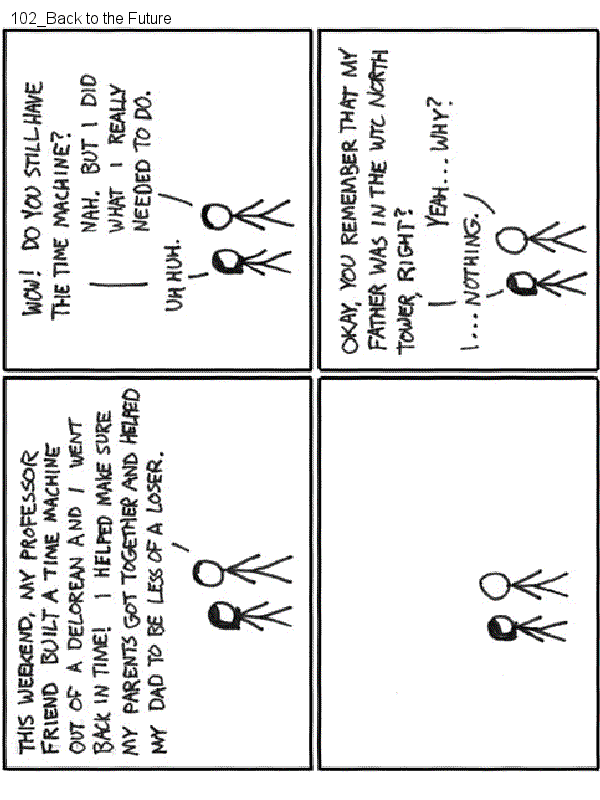 102_Back to the Future
THIS WEEKEND, MY PROFESSOR
FRIEND BUILT A TIME MACHINE
OUT OF A DELOREAN AND I WENT
BACK IN TIME! I HELPED MAKE SURE
MY PARENTS GOT TOGETHER AND HELPED
MY DAD TO BE LESS OF A LOSER.
WOW! DO YOU STILL HAVE
THE TIME MACHINE?
NAH. BUT I DID
WHAT I REALLY
NEEDED TO DO.
UH HUH.
OKAY, YOU REMEMBER THAT MY
FATHER WAS IN THE WTC NORTH
TOWER, RIGHT?
YEAH... WHY?
...NOTHING.